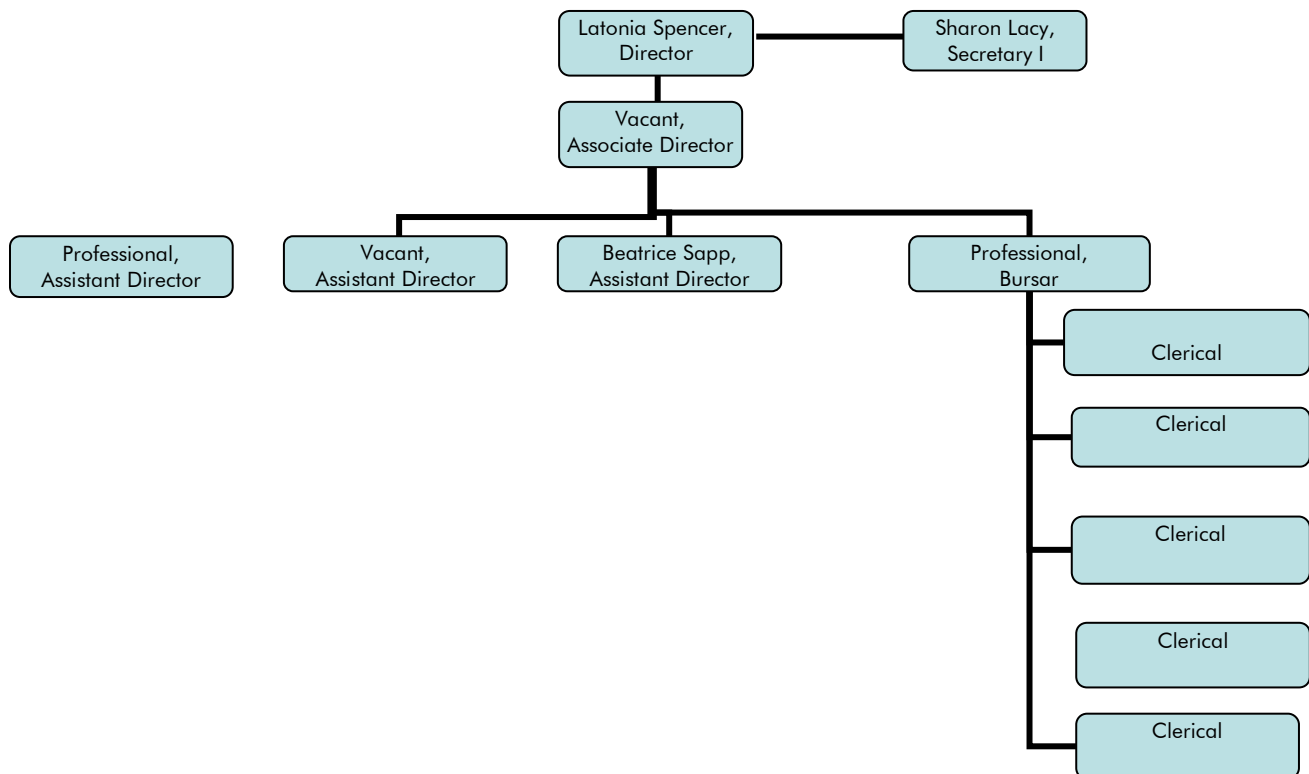 Latonia Spencer,
Director
Sharon Lacy,
Secretary I
Vacant,
Associate Director
Professional,
Assistant Director
Vacant,
Assistant Director
Beatrice Sapp,
Assistant Director
Professional,
Bursar
Clerical
Clerical
Clerical
Clerical
Clerical